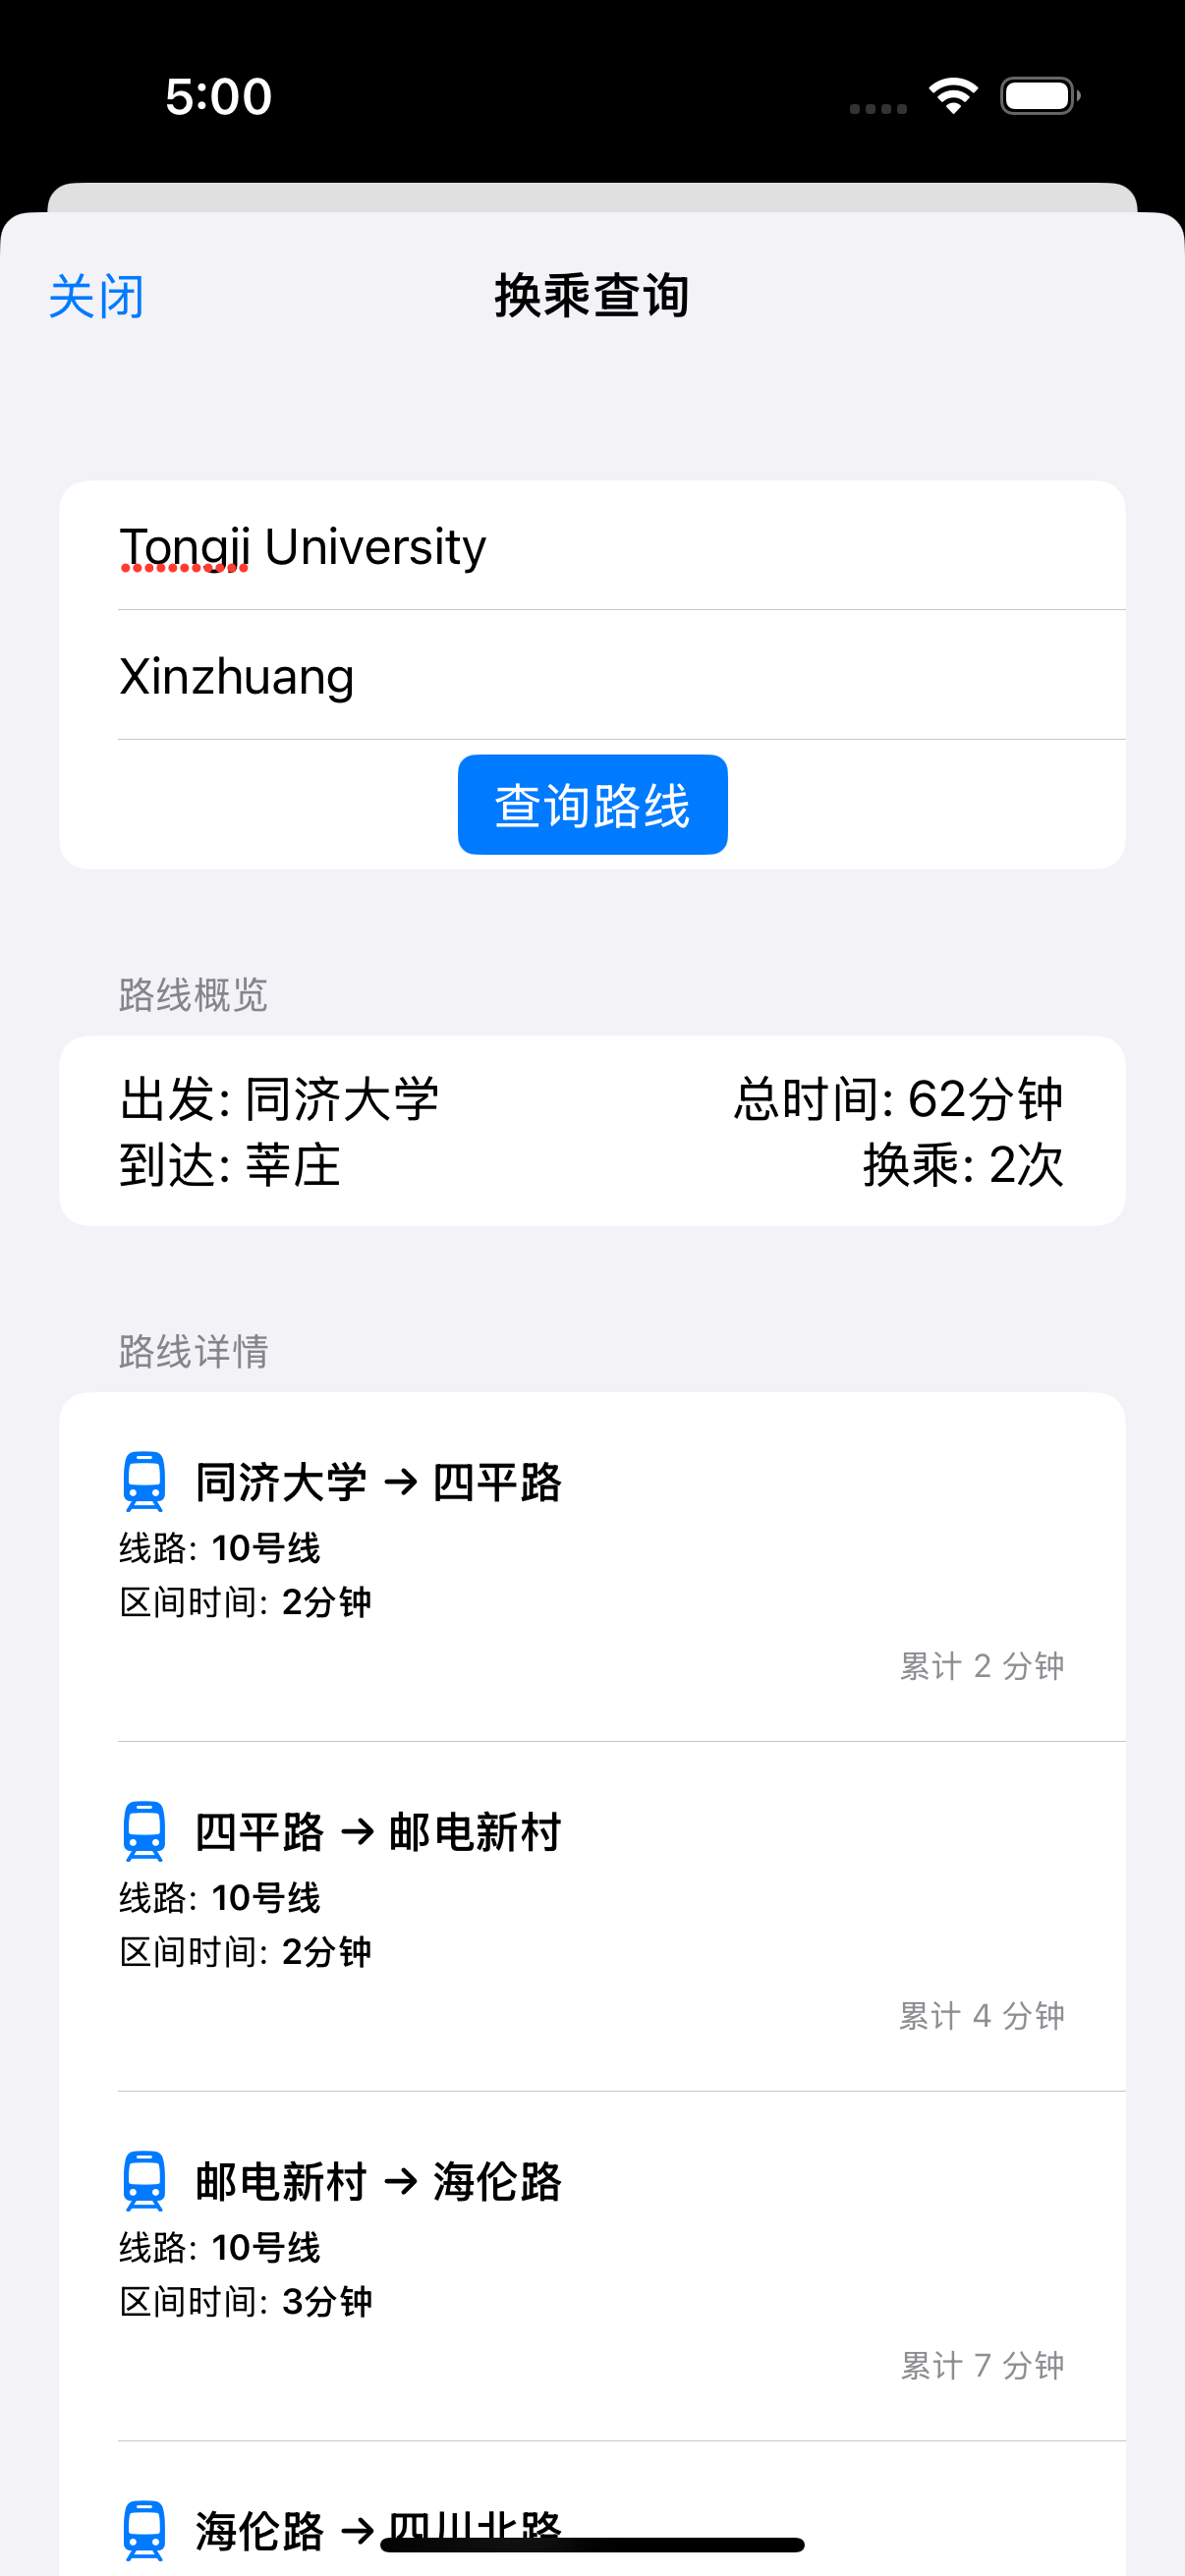 5:00
关闭
换乘查询
Tongji University
Xinzhuang
查询路线
路线概览
出发: 同济大学
总时间: 62分钟
到达: 莘庄
换乘: 2次
路线详情
同济大学 → 四平路
线路: 10号线
区间时间: 2分钟
累计 2 分钟
四平路 → 邮电新村
线路: 10号线
区间时间: 2分钟
累计 4 分钟
邮电新村 → 海伦路
线路: 10号线
区间时间: 3分钟
累计 7 分钟
海伦路 → 四川北路